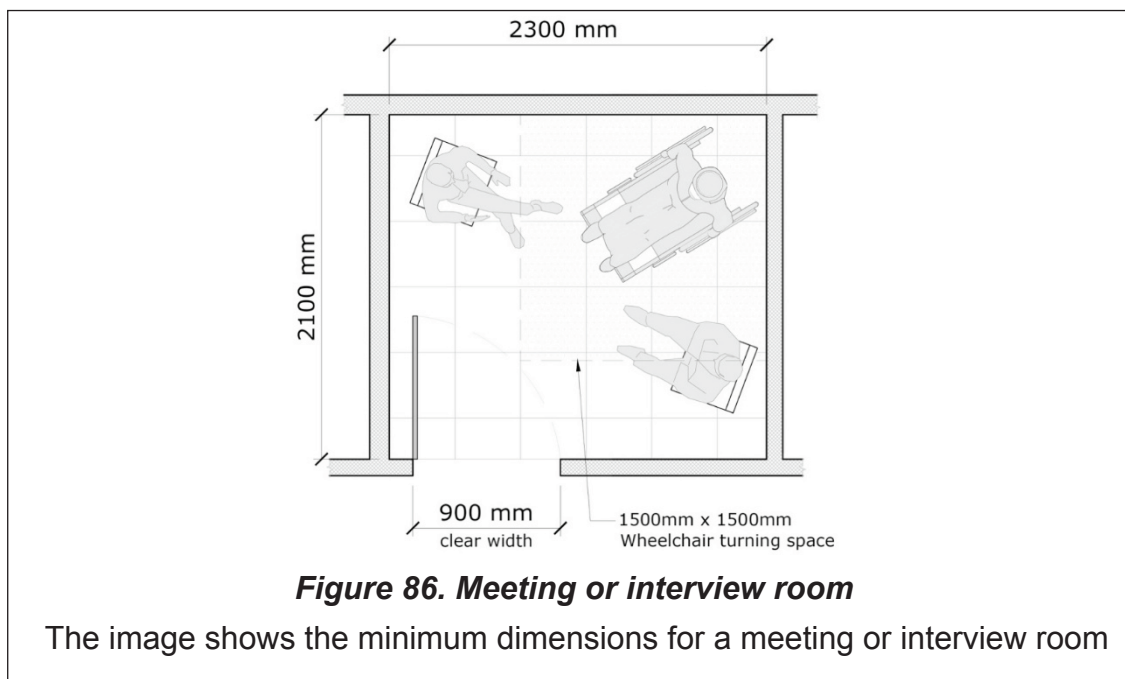 2300 mm
2100 mm
900 mm
clear width
1500mm x 1500mm
Wheelchair turning space
Figure 86. Meeting or interview room
The image shows the minimum dimensions for a meeting or interview room